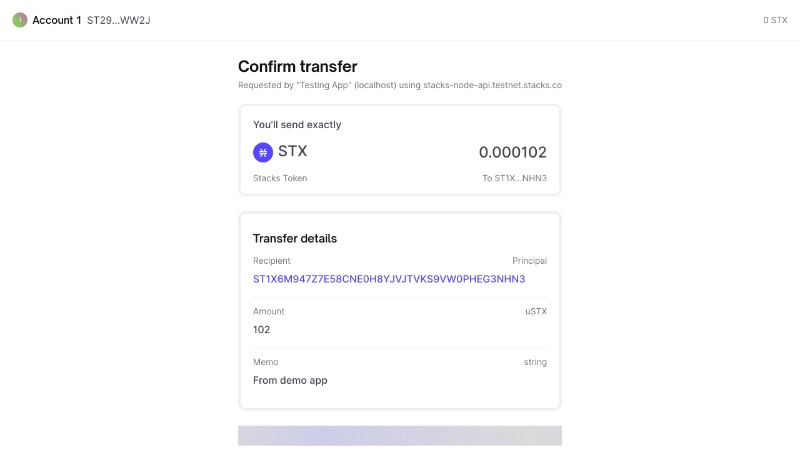 1 Account 1 ST29...WW2J 0 STX
Confirm transfer
Requested by "Testing App" (localhost) using stacks-node-api.testnet.stacks.co
You'll send exactly
STX 0.000102
Stacks Token To ST1X...NHN3
Transfer details
Recipient Principal
ST1X6M947Z7E58CNE0H8YJVJTVKS9VW0PHEG3NHN3
Amount uSTX
102
Memo string
From demo app